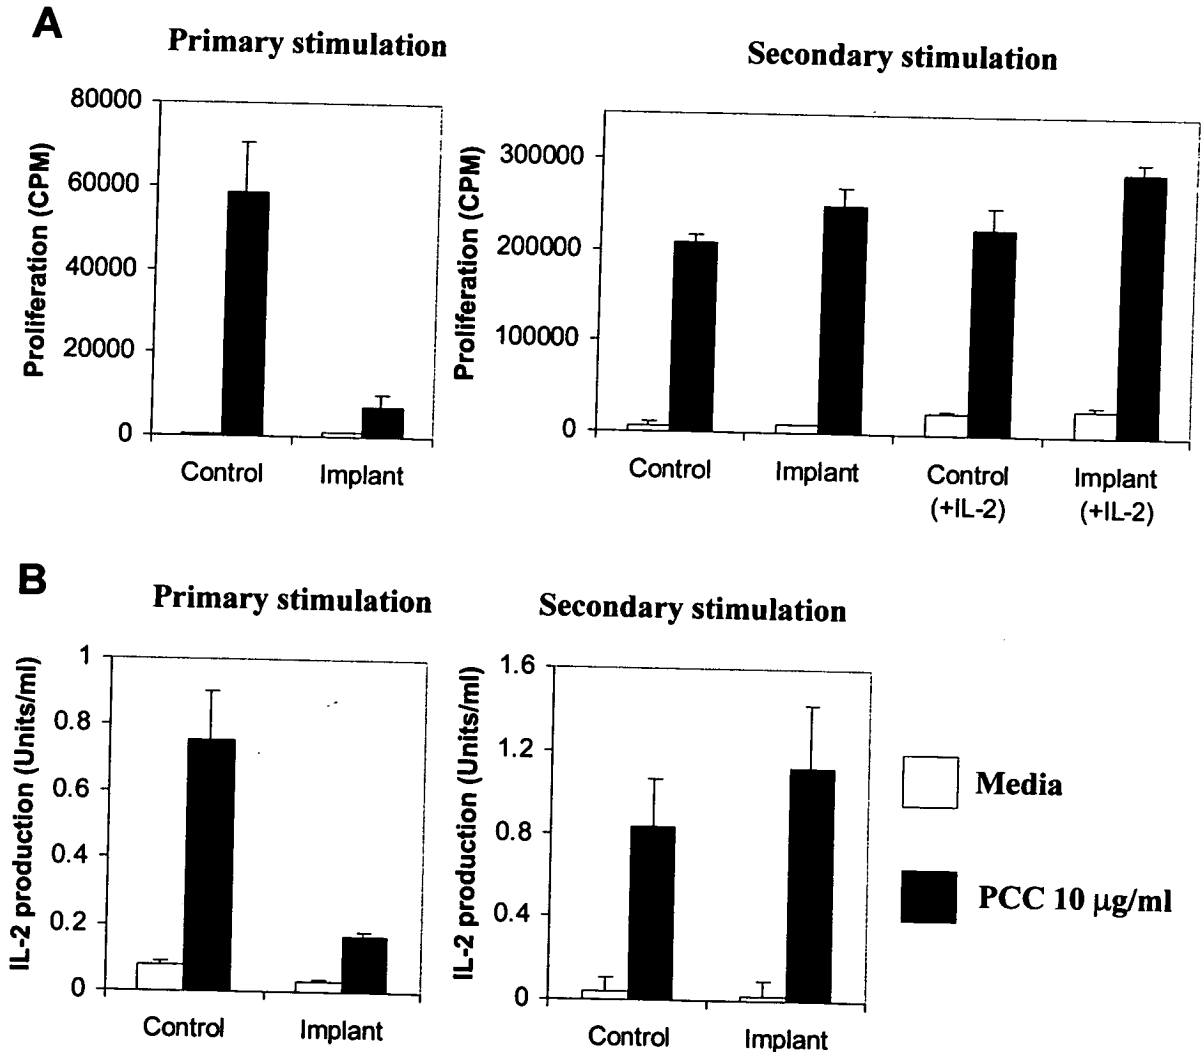 A
Primary stimulation
Secondary stimulation
Proliferation (CPM)
80000
60000
40000
20000
0
Control
Implant
Proliferation (CPM)
300000
200000
100000
0
Control
Implant
Control
(+IL-2)
Implant
(+IL-2)
B
Primary stimulation
Secondary stimulation
IL-2 production (Units/ml)
1
0.8
0.6
0.4
0.2
0
Control
Implant
IL-2 production (Units/ml)
1.6
1.2
0.8
0.4
0
Control
Implant
Media
PCC 10 μg/ml